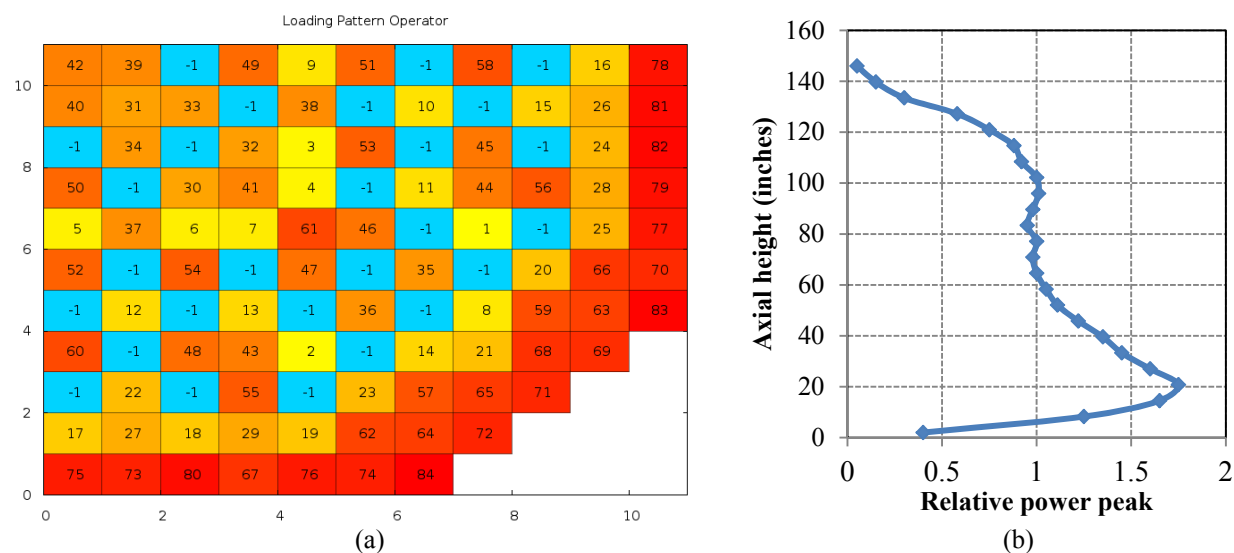 Loading Pattern Operator
42 39 -1 49 9 51 -1 58 -1 16 78
10
40 31 33 -1 38 -1 10 -1 15 26 81
-1 34 -1 32 3 53 -1 45 -1 24 82
8
50 -1 30 41 4 -1 11 44 56 28 79
5 37 6 7 61 46 -1 1 -1 25 77
6
52 -1 54 -1 47 -1 35 -1 20 66 70
-1 12 -1 13 -1 36 -1 8 59 63 83
4
60 -1 48 43 2 -1 14 21 68 69
-1 22 -1 55 -1 23 57 65 71
2
17 27 18 29 19 62 64 72
75 73 80 67 76 74 84
0
0 2 4 6 8 10
(a)
Axial height (inches)
160
140
120
100
80
60
40
20
0
0 0.5 1 1.5 2
Relative power peak
(b)